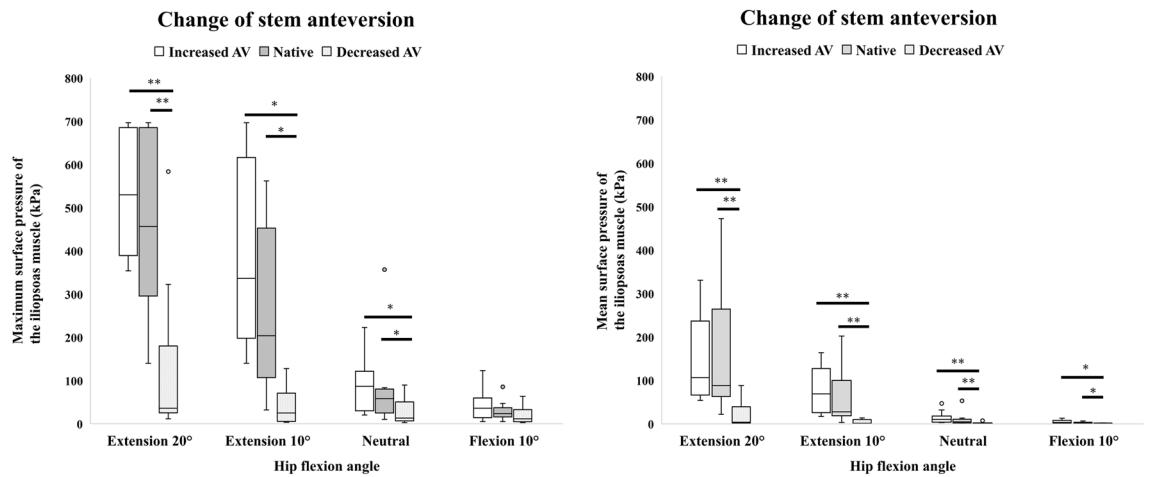 Change of stem anteversion
Increased AV Native Decreased AV
Maximum surface pressure of
the iliopsoas muscle (kPa)
800
700
600
500
400
300
200
100
0
** 
**
*
*
*
*
Extension 20° Extension 10° Neutral Flexion 10°
Hip flexion angle
Change of stem anteversion
Increased AV Native Decreased AV
Mean surface pressure of
the iliopsoas muscle (kPa)
800
700
600
500
400
300
200
100
0
**
**
**
**
**
**
*
*
Extension 20° Extension 10° Neutral Flexion 10°
Hip flexion angle